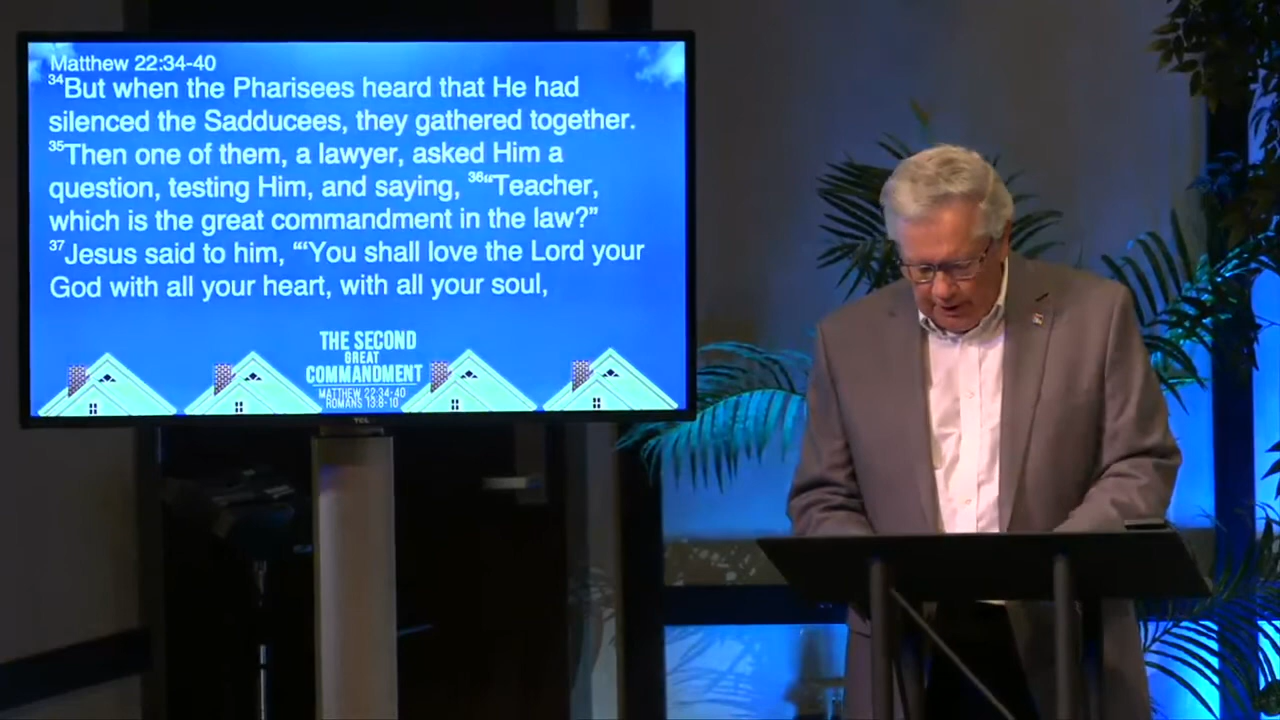 Matthew 22:34-40
³⁴But when the Pharisees heard that He had
silenced the Sadducees, they gathered together.
³⁵Then one of them, a lawyer, asked Him a
question, testing Him, and saying, ³⁶“Teacher,
which is the great commandment in the law?”
³⁷Jesus said to him, “‘You shall love the Lord your
God with all your heart, with all your soul,
THE SECOND
GREAT
COMMANDMENT
MATTHEW 22:34-40
ROMANS 13:8-10
TCL